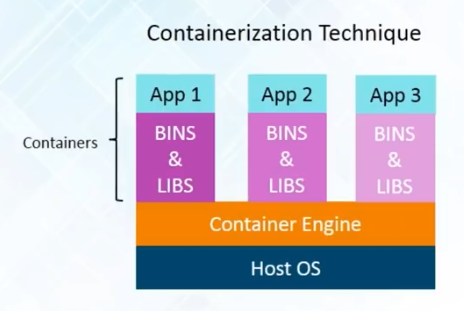 Containerization Technique
App 1
App 2
App 3
Containers
BINS
&
LIBS
BINS
&
LIBS
BINS
&
LIBS
Container Engine
Host OS